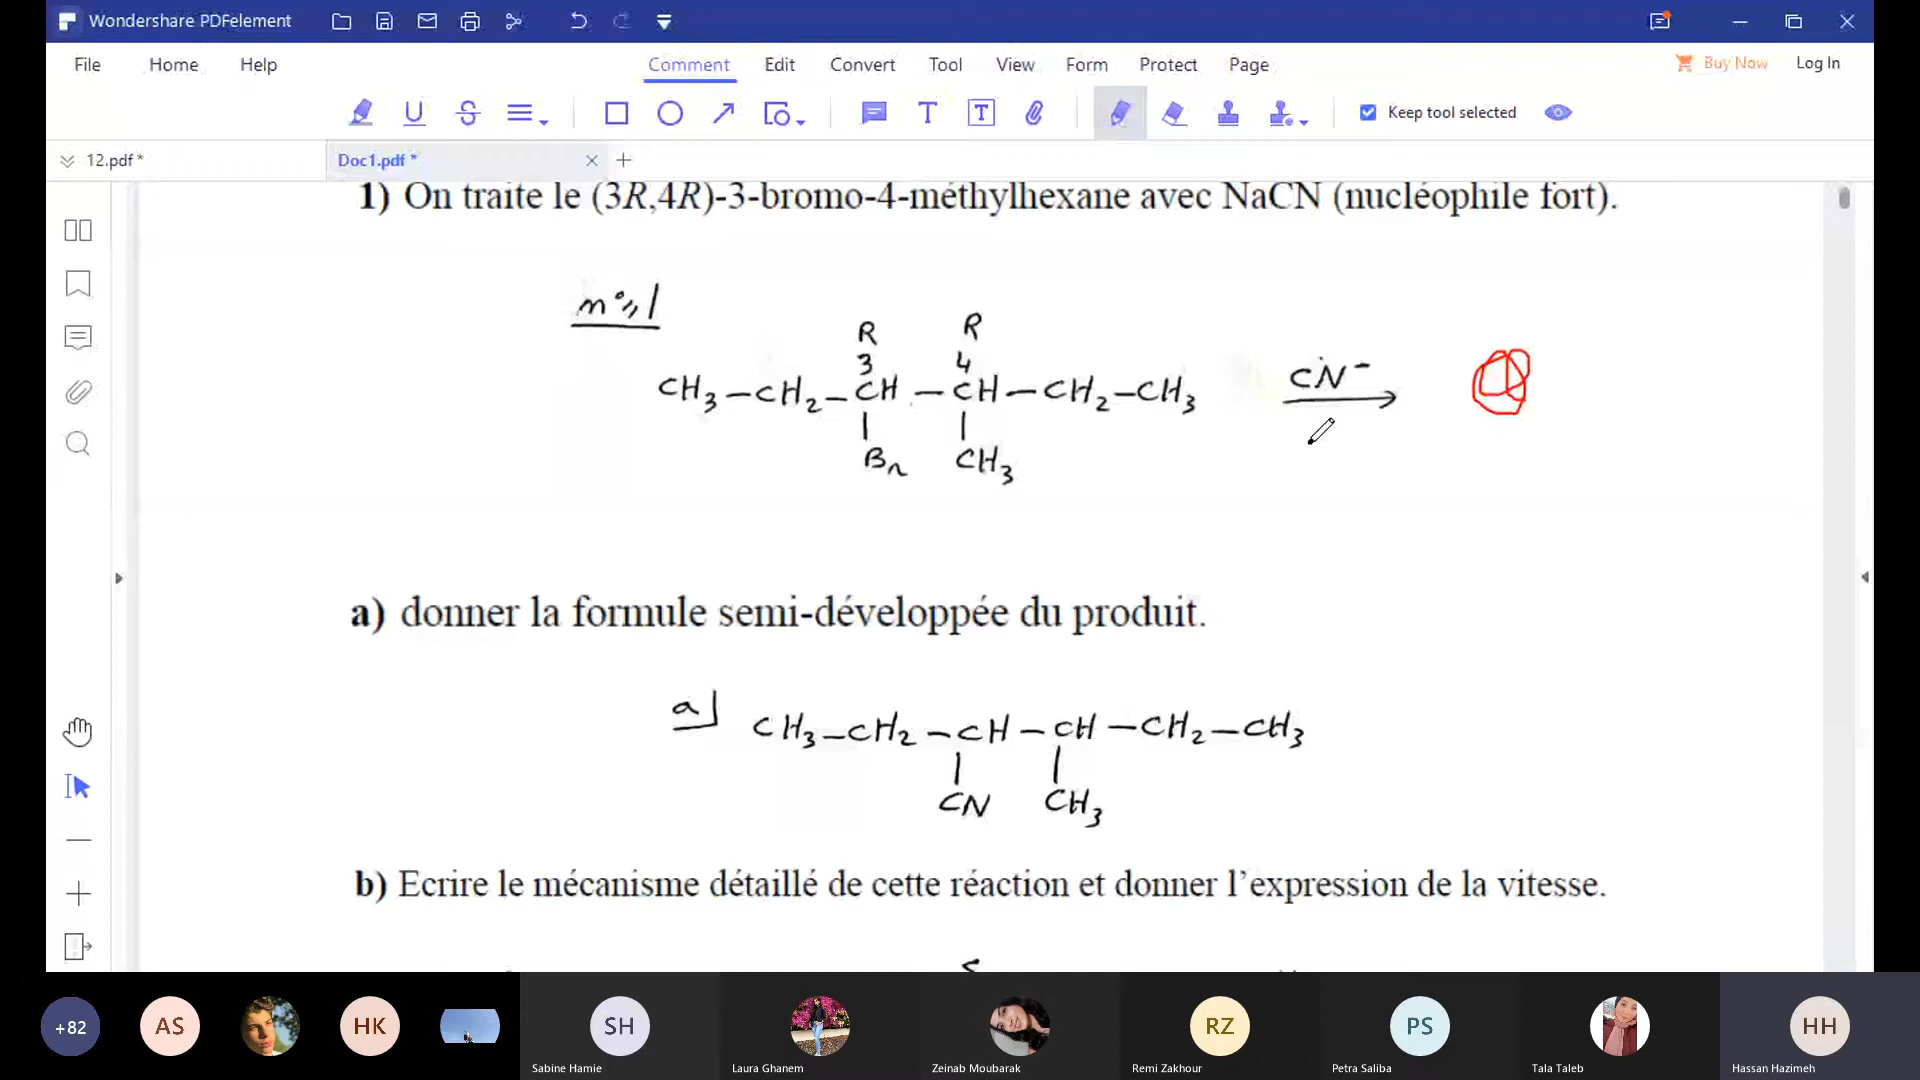 Wondershare PDFelement
File Home Help Comment Edit Convert Tool View Form Protect Page Buy Now Log In
Keep tool selected
12.pdf * Doc1.pdf *
1) On traite le (3R,4R)-3-bromo-4-méthylhexane avec NaCN (nucléophile fort).
n°1
R R
3 4
CH3-CH2-CH-CH-CH2-CH3 CN-
Br CH3
a) donner la formule semi-développée du produit.
a) CH3-CH2-CH-CH-CH2-CH3
CN CH3
b) Ecrire le mécanisme détaillé de cette réaction et donner l'expression de la vitesse.
+82 AS HK SH RZ PS HH
Sabine Hamie Laura Ghanem Zeinab Moubarak Remi Zakhour Petra Saliba Tala Taleb Hassan Hazimeh